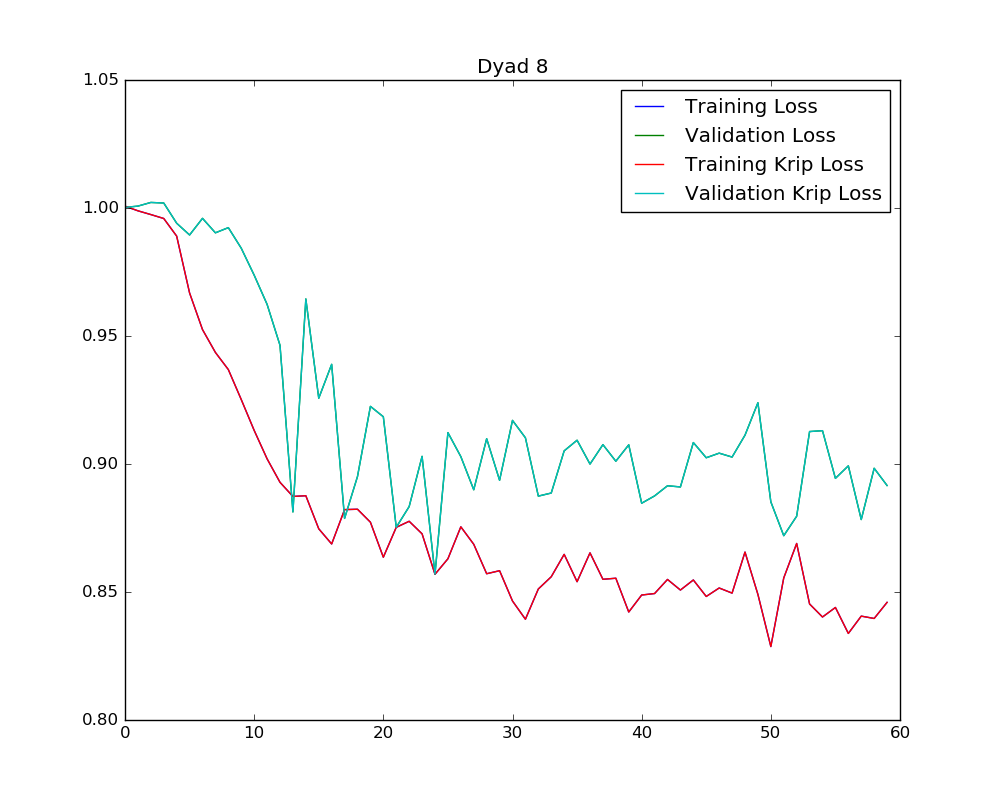 Dyad 8
1.05
1.00
0.95
0.90
0.85
0.80
0 10 20 30 40 50 60
Training Loss
Validation Loss
Training Krip Loss
Validation Krip Loss